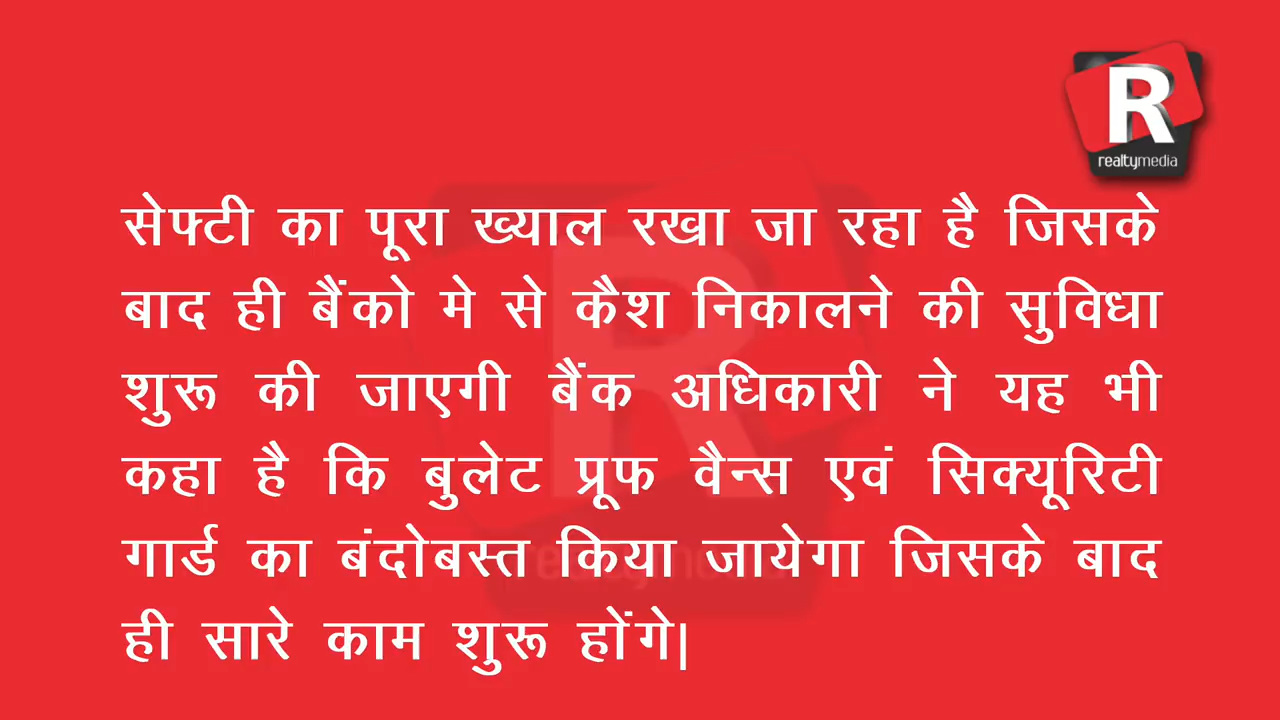 R
realtymedia
सेफ्टी का पूरा ख्याल रखा जा रहा है जिसके
बाद ही बैंको मे से कैश निकालने की सुविधा
शुरू की जाएगी बैंक अधिकारी ने यह भी
कहा है कि बुलेट प्रूफ वैन्स एवं सिक्यूरिटी
गार्ड का बंदोबस्त किया जायेगा जिसके बाद
ही सारे काम शुरू होंगे|